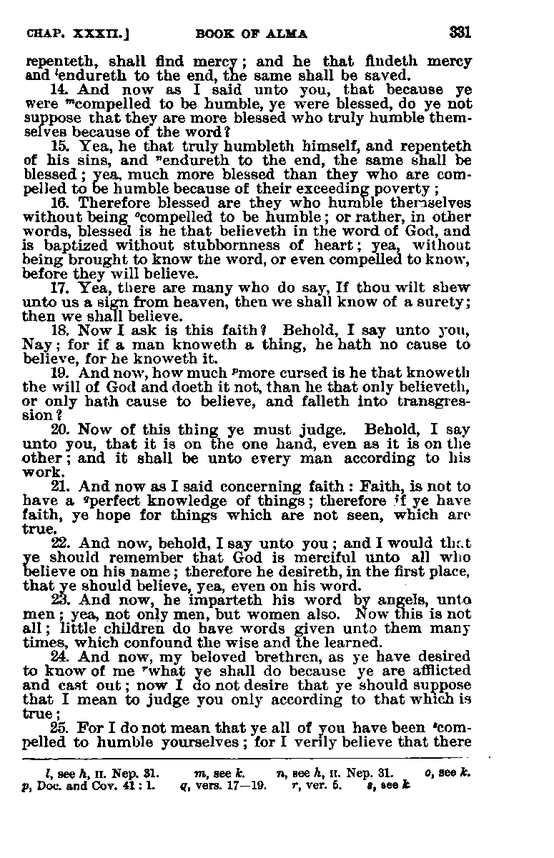 CHAP. XXXII.] BOOK OF ALMA 331
repenteth, shall find mercy; and he that findeth mercy
and ˡendureth to the end, the same shall be saved.
14. And now as I said unto you, that because ye
were ᵐcompelled to be humble, ye were blessed, do ye not
suppose that they are more blessed who truly humble them-
selves because of the word?
15. Yea, he that truly humbleth himself, and repenteth
of his sins, and ⁿendureth to the end, the same shall be
blessed; yea, much more blessed than they who are com-
pelled to be humble because of their exceeding poverty;
16. Therefore blessed are they who humble themselves
without being ᵒcompelled to be humble; or rather, in other
words, blessed is he that believeth in the word of God, and
is baptized without stubbornness of heart; yea, without
being brought to know the word, or even compelled to know,
before they will believe.
17. Yea, there are many who do say, If thou wilt shew
unto us a sign from heaven, then we shall know of a surety;
then we shall believe.
18. Now I ask is this faith? Behold, I say unto you,
Nay; for if a man knoweth a thing, he hath no cause to
believe, for he knoweth it.
19. And now, how much ᵖmore cursed is he that knoweth
the will of God and doeth it not, than he that only believeth,
or only hath cause to believe, and falleth into transgres-
sion?
20. Now of this thing ye must judge. Behold, I say
unto you, that it is on the one hand, even as it is on the
other; and it shall be unto every man according to his
work.
21. And now as I said concerning faith: Faith, is not to
have a qperfect knowledge of things; therefore if ye have
faith, ye hope for things which are not seen, which are
true.
22. And now, behold, I say unto you; and I would that
ye should remember that God is merciful unto all who
believe on his name; therefore he desireth, in the first place,
that ye should believe, yea, even on his word.
23. And now, he imparteth his word by angels, unto
men; yea, not only men, but women also. Now this is not
all; little children do have words given unto them many
times, which confound the wise and the learned.
24. And now, my beloved brethren, as ye have desired
to know of me ʳwhat ye shall do because ye are afflicted
and cast out; now I do not desire that ye should suppose
that I mean to judge you only according to that which is
true;
25. For I do not mean that ye all of you have been ˢcom-
pelled to humble yourselves; for I verily believe that there
l, see h, II. Nep. 31. m, see k. n, see h, II. Nep. 31. o, see k.
p, Doc. and Cov. 41:1. q, vers. 17—19. r, ver. 5. s, see k